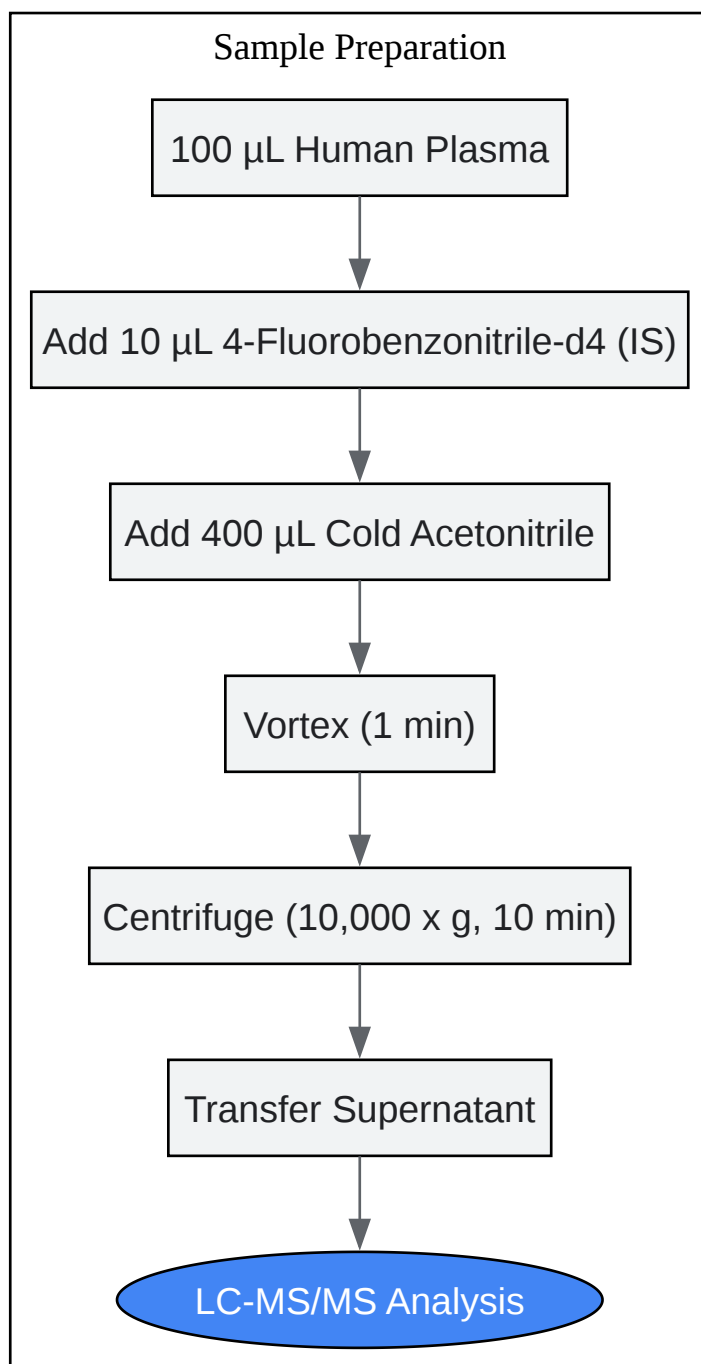 Sample Preparation
100 µL Human Plasma
Add 10 µL 4-Fluorobenzonitrile-d4 (IS)
Add 400 µL Cold Acetonitrile
Vortex (1 min)
Centrifuge (10,000 x g, 10 min)
Transfer Supernatant
LC-MS/MS Analysis